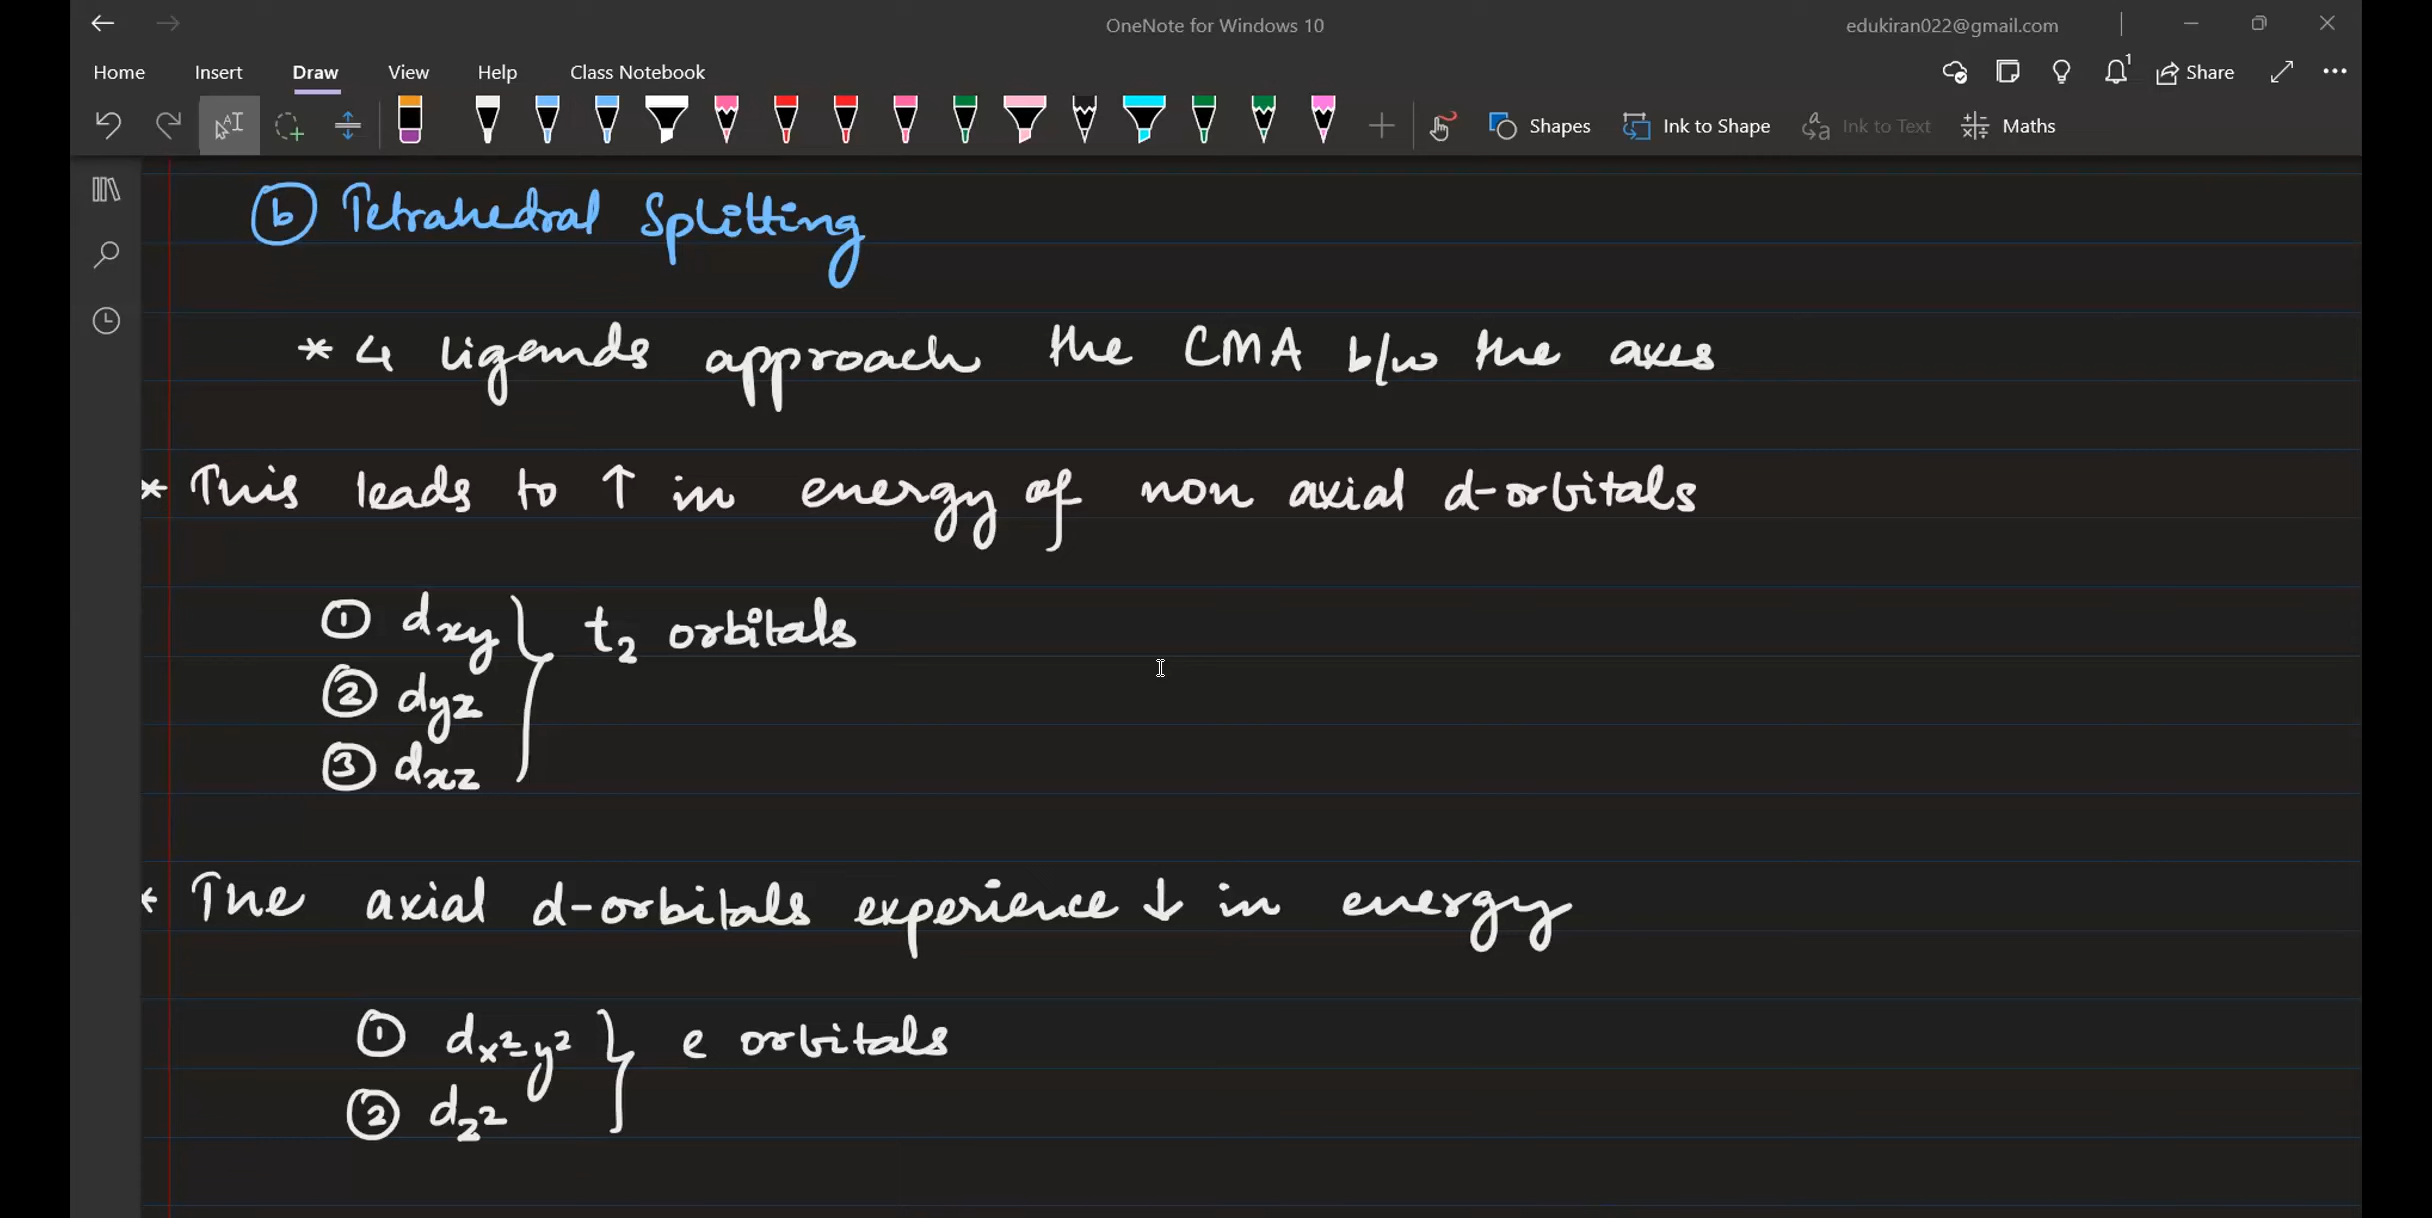 OneNote for Windows 10
edukiran022@gmail.com
Home Insert Draw View Help Class Notebook
1 Share
Shapes Ink to Shape Ink to Text Maths
b Tetrahedral Splitting
* 4 ligands approach the CMA b/w the axes
* This leads to ↑ in energy of non axial d-orbitals
① dxy } t₂ orbitals
② dyz
③ dxz
* The axial d-orbitals experience ↓ in energy
① dx²-y² } e orbitals
② dz²